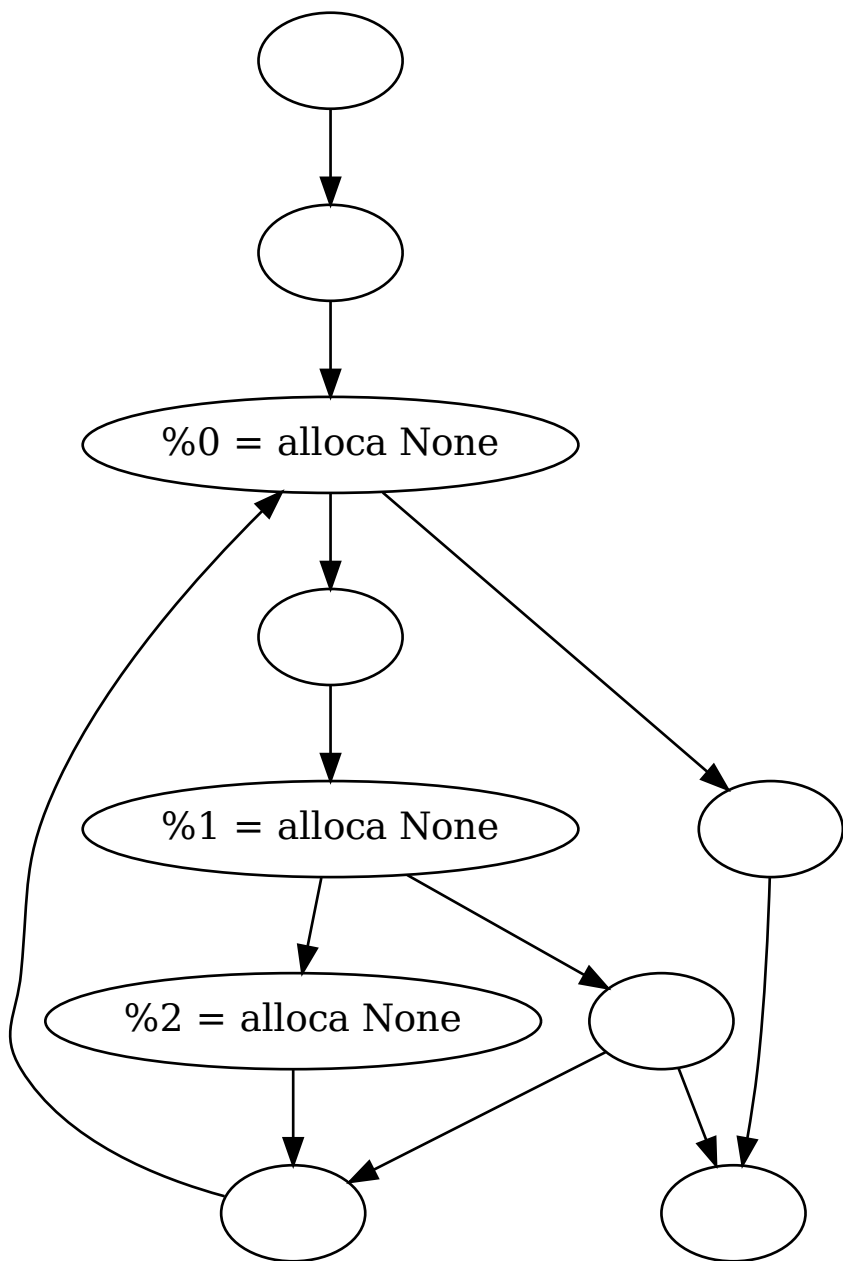 %0 = alloca None
%1 = alloca None
%2 = alloca None